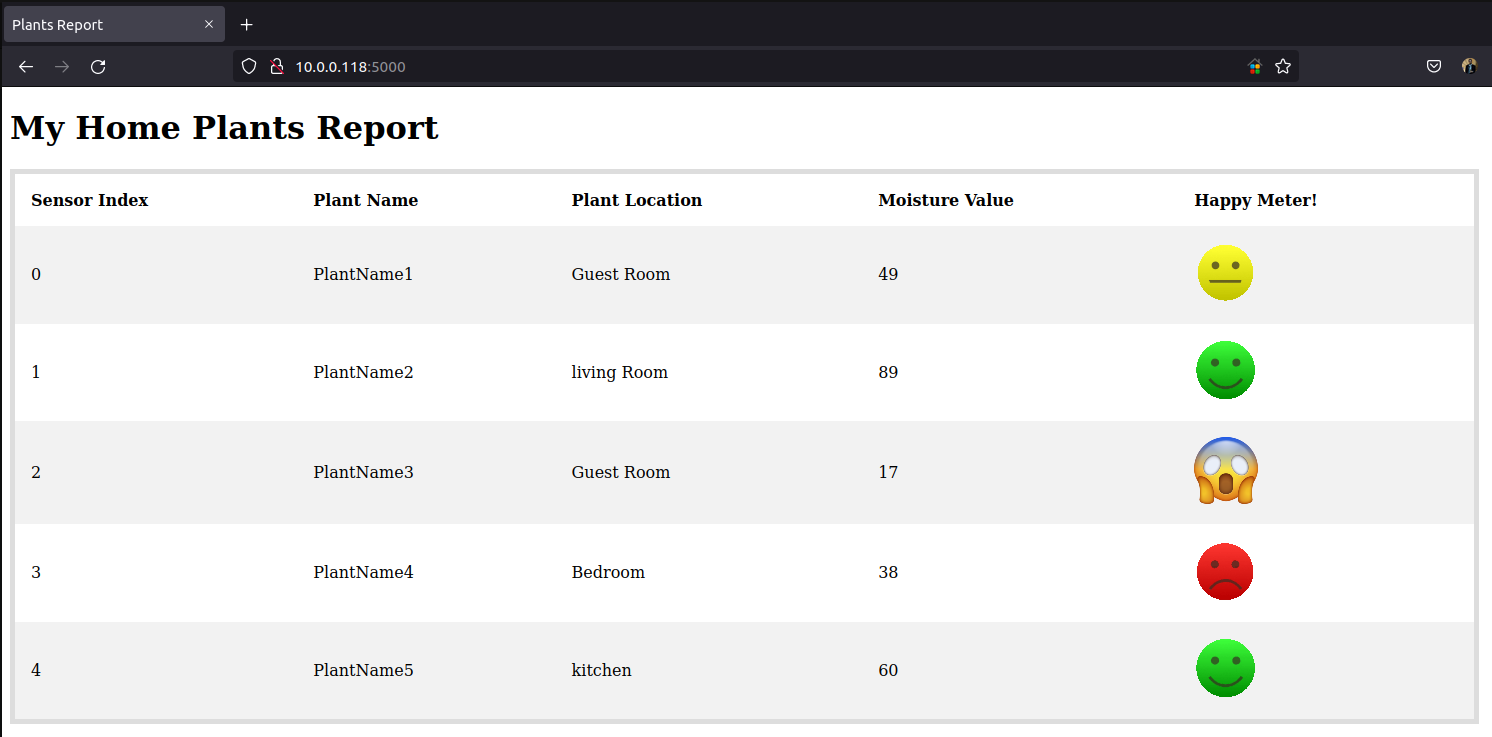 Plants Report
10.0.0.118:5000
My Home Plants Report
Sensor Index Plant Name Plant Location Moisture Value Happy Meter!
0 PlantName1 Guest Room 49
1 PlantName2 living Room 89
2 PlantName3 Guest Room 17
3 PlantName4 Bedroom 38
4 PlantName5 kitchen 60